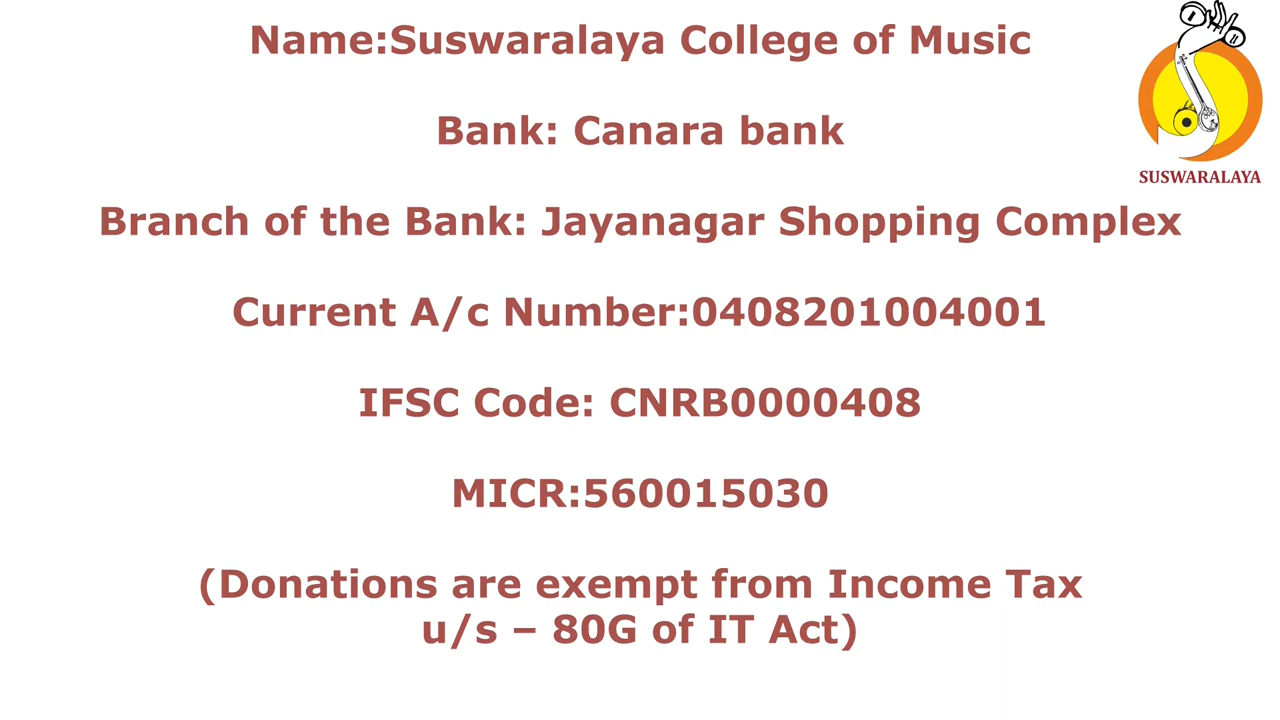 Name:Suswaralaya College of Music
SUSWARALAYA
Bank: Canara bank
Branch of the Bank: Jayanagar Shopping Complex
Current A/c Number:0408201004001
IFSC Code: CNRB0000408
MICR:560015030
(Donations are exempt from Income Tax
u/s – 80G of IT Act)